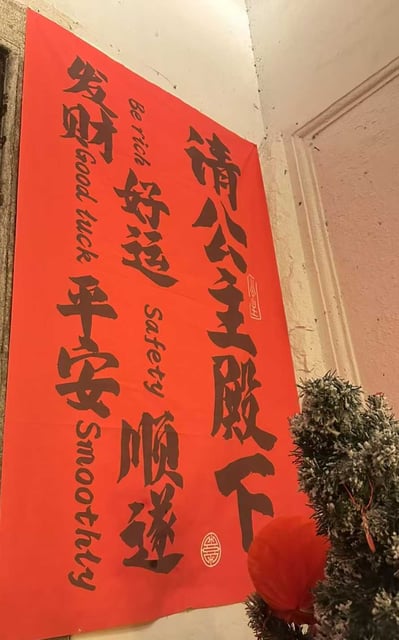 请公主殿下
发财
Be rich
好运
Good luck
平安
Safety
顺遂
Smoothly